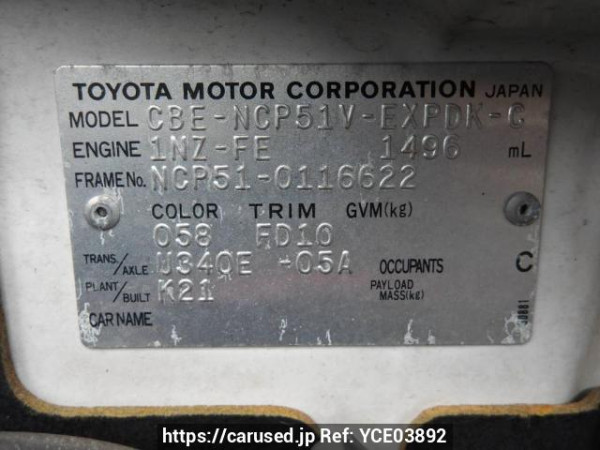 TOYOTA MOTOR CORPORATION JAPAN
MODEL CBE-NCP51V-EXPDK-G
ENGINE 1NZ-FE 1496 mL
FRAME No. NCP51-0116622
COLOR TRIM GVM(kg)
058 FD10
TRANS./AXLE U340E -05A OCCUPANTS C
PLANT/BUILT K21 PAYLOAD MASS(kg)
CAR NAME
https://carused.jp Ref: YCE03892